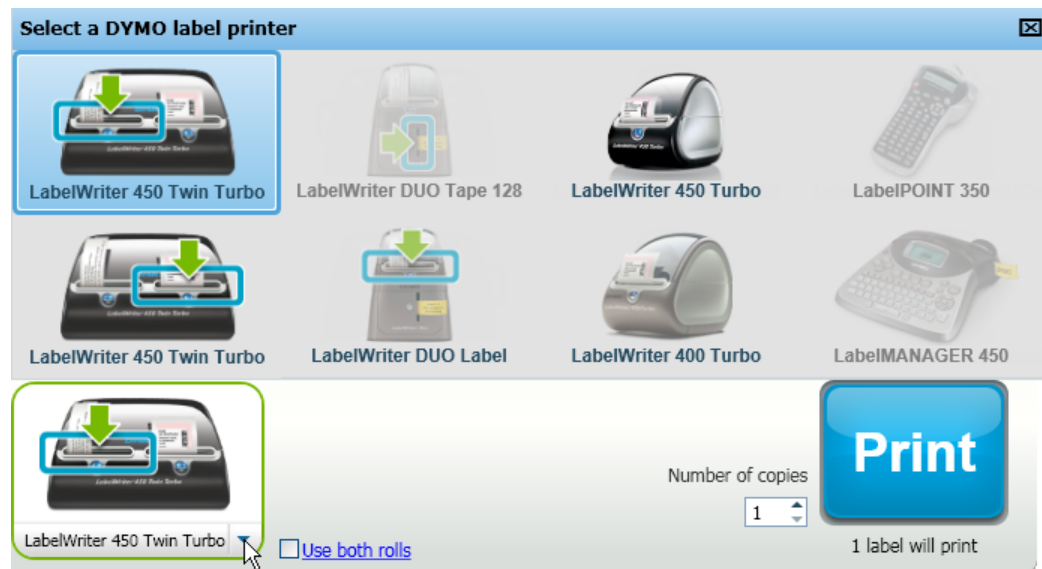 Select a DYMO label printer
LabelWriter 450 Twin Turbo
LabelWriter DUO Tape 128
LabelWriter 450 Turbo
LabelPOINT 350
LabelWriter 450 Twin Turbo
LabelWriter DUO Label
LabelWriter 400 Turbo
LabelMANAGER 450
LabelWriter 450 Twin Turbo
Use both rolls
Number of copies
1
Print
1 label will print